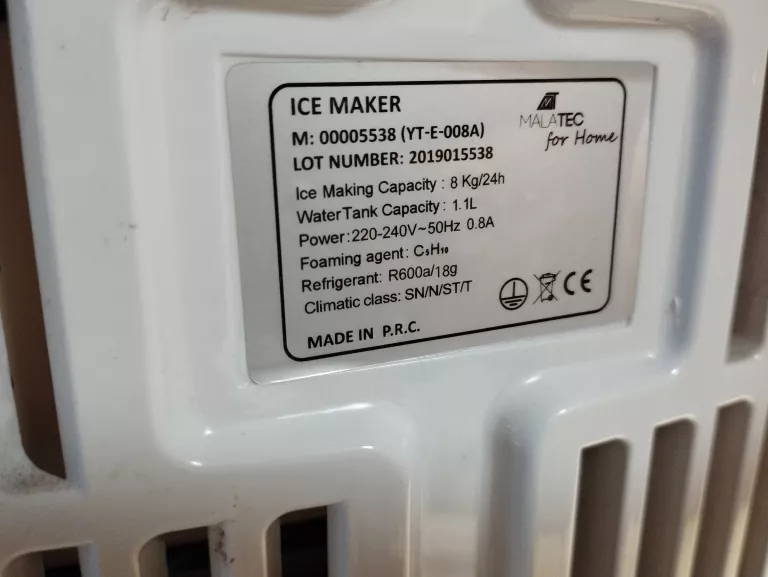 ICE MAKER
M: 00005538 (YT-E-008A)
LOT NUMBER: 2019015538
MALATEC
for Home
Ice Making Capacity : 8 Kg/24h
Water Tank Capacity : 1.1L
Power:220-240V~50Hz 0.8A
Foaming agent: C₅H₁₀
Refrigerant: R600a/18g
Climatic class: SN/N/ST/T
CE
MADE IN P.R.C.